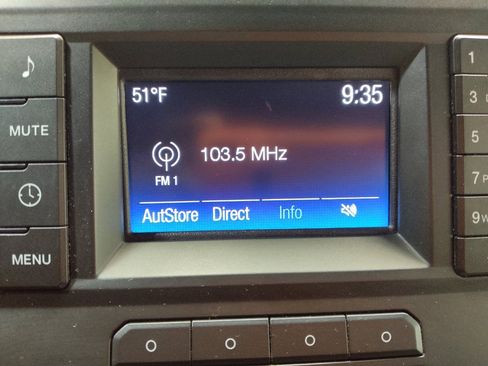 51°F 9:35
103.5 MHz
FM 1
AutStore Direct Info
MUTE
MENU
1
3
5
7 P
9 W